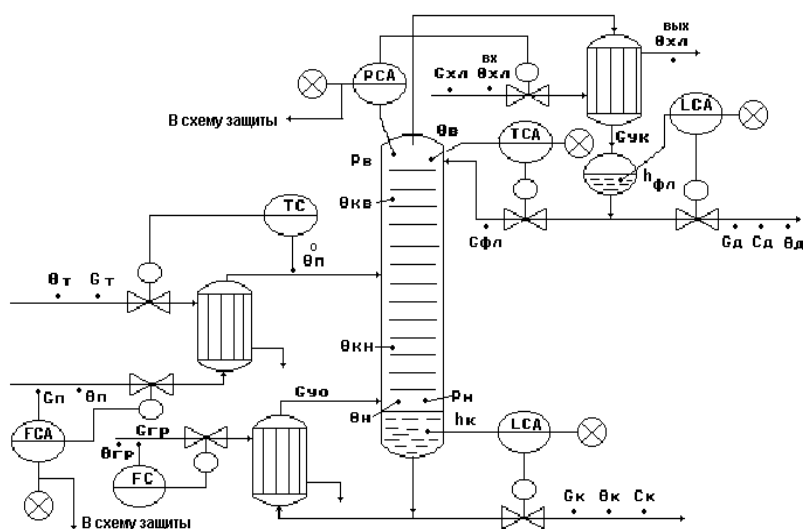 вых
θхл
вх
Gхл θхл
PCA
LCA
В схему защиты
Gук
θв
TCA
Pв
hфл
θкв
TC
o
θп
Gфл
Gд Cд θд
θт Gт
θкн
Gп θп
Gуо
Pн
θн
hк
LCA
FCA
Gгр
θгр
FC
Gк θк Cк
В схему защиты